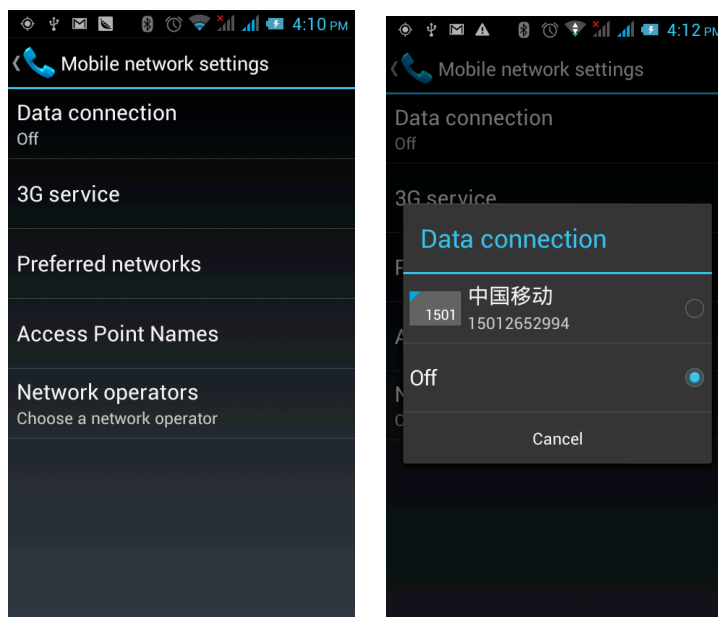 4:10 PM
Mobile network settings
Data connection
Off
3G service
Preferred networks
Access Point Names
Network operators
Choose a network operator
4:12 PM
Mobile network settings
Data connection
Off
3G service
Data connection
1501
中国移动
15012652994
Off
Cancel